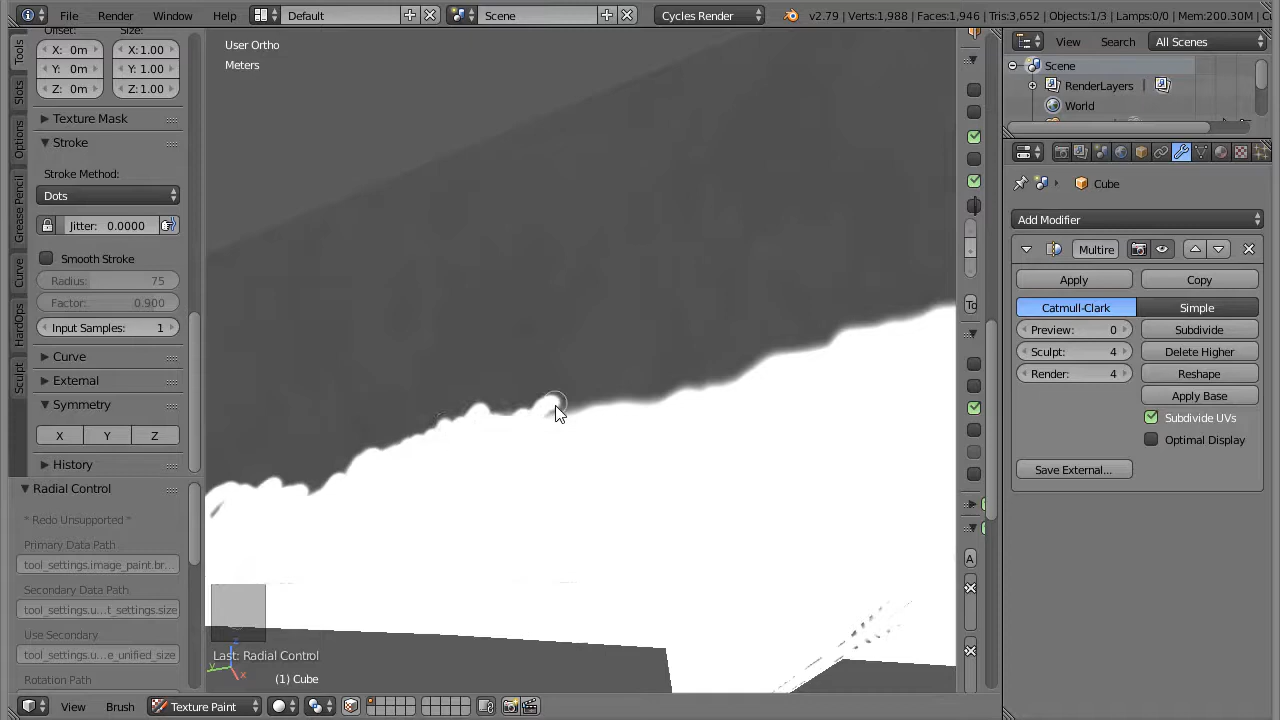 File Render Window Help Default Scene Cycles Render v2.79 | Verts:1,988 | Faces:1,946 | Tris:3,652 | Objects:1/3 | Lamps:0/0 | Mem:200.30M |
Tools
Slots
Options
Grease Pencil
Curve
HardOps
Sculpt
Offset: Size:
X: 0m X: 1.00
Y: 0m Y: 1.00
Z: 0m Z: 1.00
Texture Mask
Stroke
Stroke Method:
Dots
Jitter: 0.0000
Smooth Stroke
Radius: 75
Factor: 0.900
Input Samples: 1
Curve
External
Symmetry
X Y Z
History
Radial Control
* Redo Unsupported *
Primary Data Path
tool_settings.image_paint.br...
Secondary Data Path
tool_settings.u...t_settings.size
Use Secondary
tool_settings.u...e_unified_size
Rotation Path
User Ortho
Meters
Last: Radial Control
(1) Cube
z
y
x
View Brush Texture Paint
To
A
View Search All Scenes
Scene
RenderLayers
World
Cube
Add Modifier
Multire
Apply Copy
Catmull-Clark Simple
Preview: 0 Subdivide
Sculpt: 4 Delete Higher
Render: 4 Reshape
Apply Base
Subdivide UVs
Optimal Display
Save External...